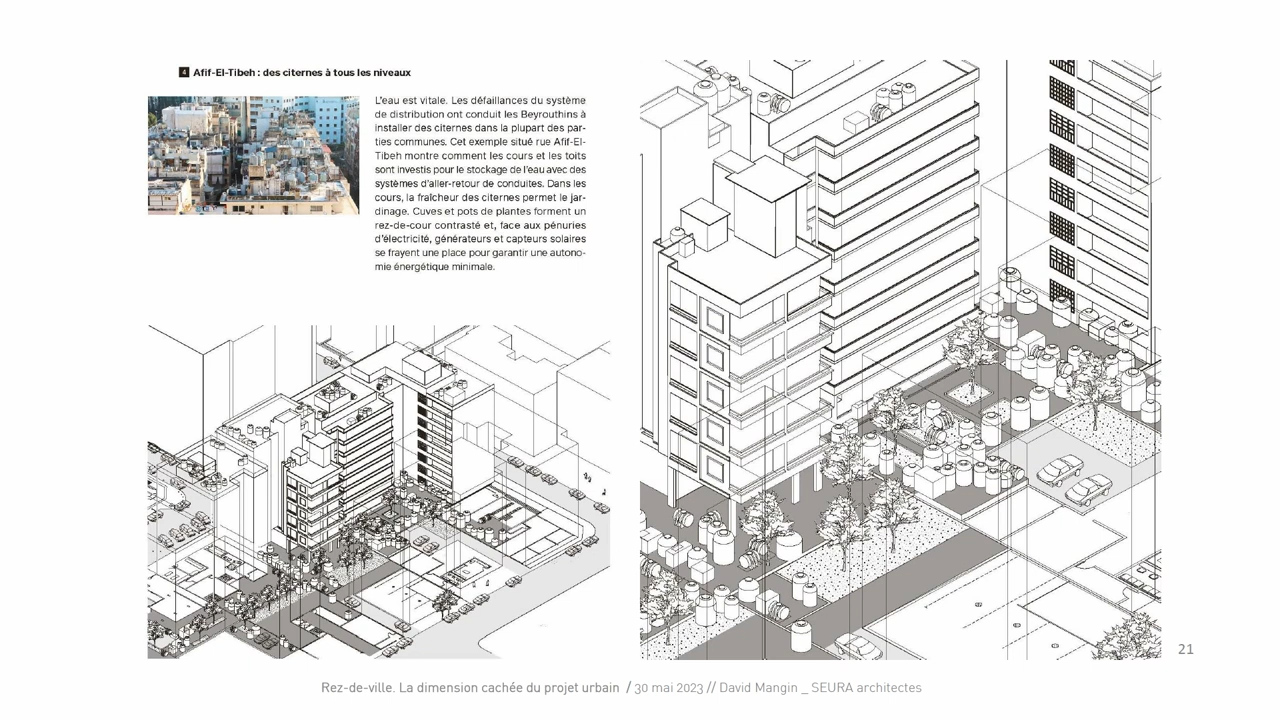 4 Afif-El-Tibeh : des citernes à tous les niveaux
L'eau est vitale. Les défaillances du système
de distribution ont conduit les Beyrouthins à
installer des citernes dans la plupart des par-
ties communes. Cet exemple situé rue Afif-El-
Tibeh montre comment les cours et les toits
sont investis pour le stockage de l'eau avec des
systèmes d'aller-retour de conduites. Dans les
cours, la fraîcheur des citernes permet le jar-
dinage. Cuves et pots de plantes forment un
rez-de-cour contrasté et, face aux pénuries
d'électricité, générateurs et capteurs solaires
se frayent une place pour garantir une autono-
mie énergétique minimale.
21
Rez-de-ville. La dimension cachée du projet urbain / 30 mai 2023 // David Mangin _ SEURA architectes